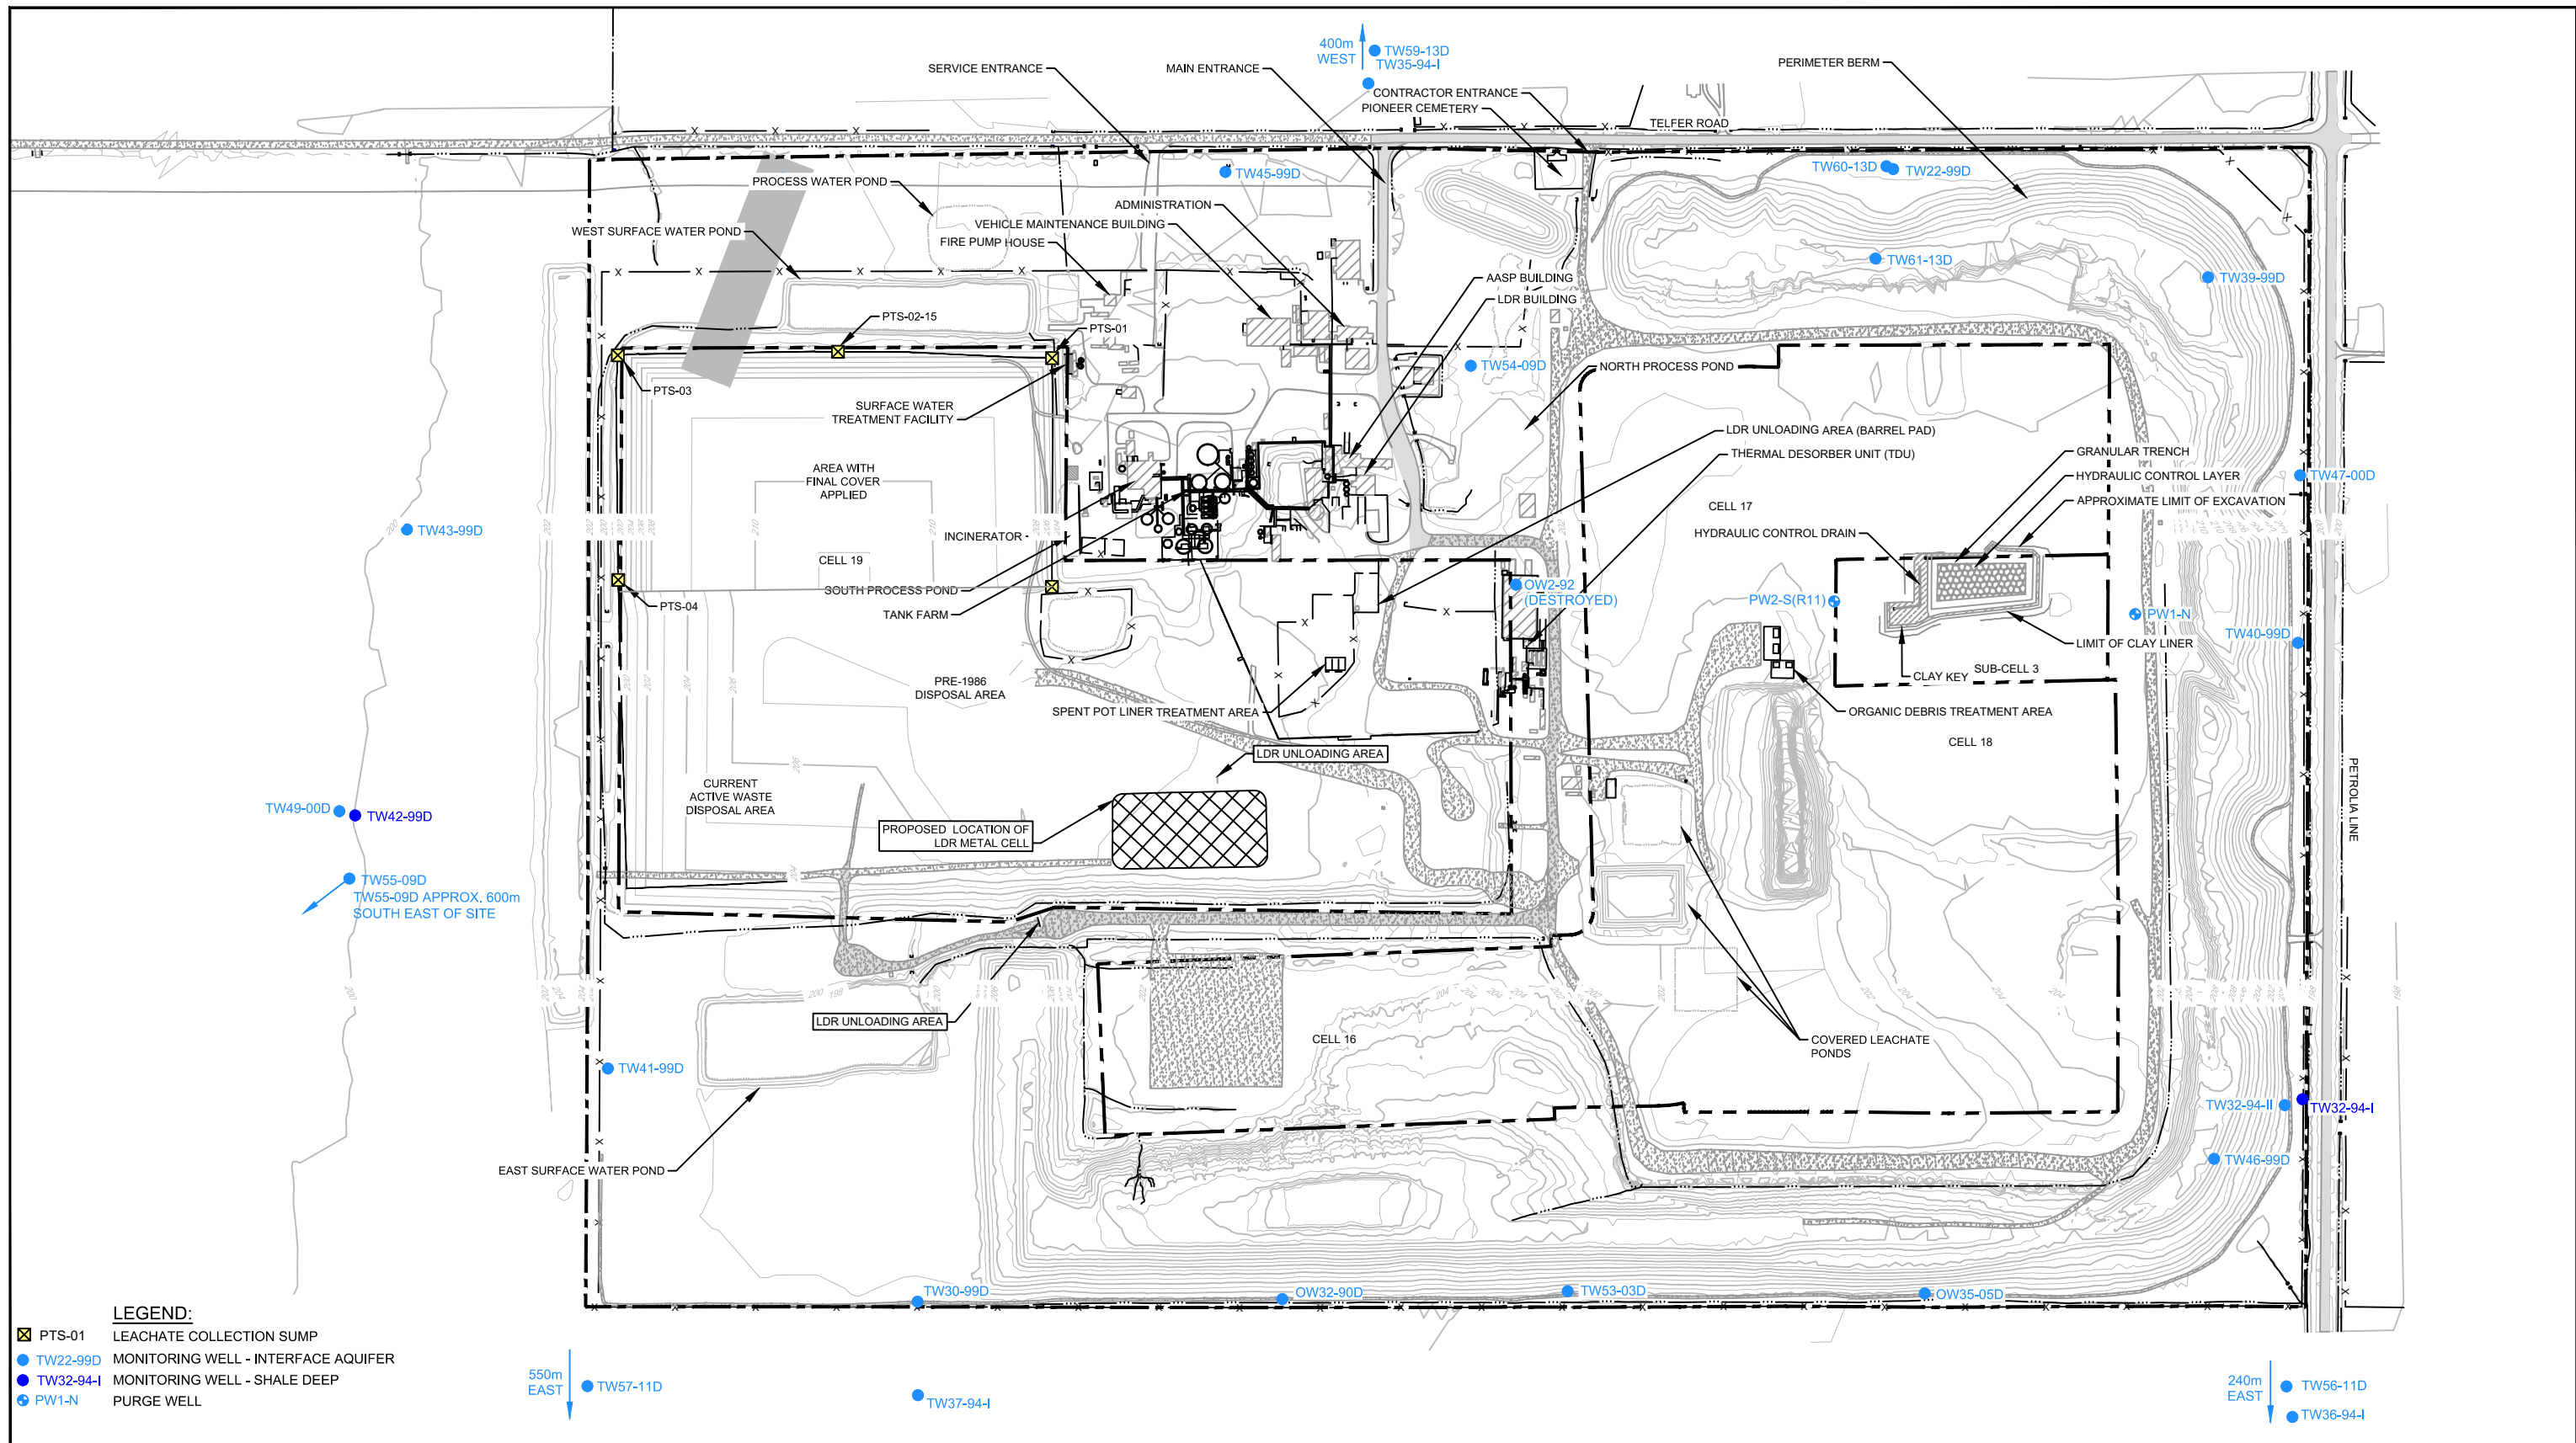 400m
WEST
TW59-13D
TW35-94-I
SERVICE ENTRANCE
MAIN ENTRANCE
PERIMETER BERM
CONTRACTOR ENTRANCE
PIONEER CEMETERY
TELFER ROAD
PROCESS WATER POND
TW45-99D
TW60-13D
TW22-99D
ADMINISTRATION
VEHICLE MAINTENANCE BUILDING
WEST SURFACE WATER POND
FIRE PUMP HOUSE
TW61-13D
AASP BUILDING
TW39-99D
LDR BUILDING
PTS-02-15
PTS-01
TW54-09D
NORTH PROCESS POND
PTS-03
SURFACE WATER
TREATMENT FACILITY
LDR UNLOADING AREA (BARREL PAD)
THERMAL DESORBER UNIT (TDU)
GRANULAR TRENCH
HYDRAULIC CONTROL LAYER
TW47-00D
APPROXIMATE LIMIT OF EXCAVATION
AREA WITH
FINAL COVER
APPLIED
CELL 17
TW43-99D
HYDRAULIC CONTROL DRAIN
INCINERATOR
CELL 19
SOUTH PROCESS POND
OW2-92
(DESTROYED)
PTS-04
TANK FARM
PW2-S(R11)
PW1-N
TW40-99D
LIMIT OF CLAY LINER
SUB-CELL 3
CLAY KEY
PRE-1986
DISPOSAL AREA
SPENT POT LINER TREATMENT AREA
ORGANIC DEBRIS TREATMENT AREA
CELL 18
LDR UNLOADING AREA
PETROLIA LINE
CURRENT
ACTIVE WASTE
DISPOSAL AREA
TW49-00D
TW42-99D
PROPOSED LOCATION OF
LDR METAL CELL
TW55-09D
TW55-09D APPROX. 600m
SOUTH EAST OF SITE
LDR UNLOADING AREA
CELL 16
COVERED LEACHATE
PONDS
TW41-99D
TW32-94-II
TW32-94-I
EAST SURFACE WATER POND
TW46-99D
TW30-99D
OW32-90D
TW53-03D
OW35-05D
LEGEND:
PTS-01 LEACHATE COLLECTION SUMP
TW22-99D MONITORING WELL - INTERFACE AQUIFER
TW32-94-I MONITORING WELL - SHALE DEEP
PW1-N PURGE WELL
550m
EAST
TW57-11D
TW37-94-I
240m
EAST
TW56-11D
TW36-94-I